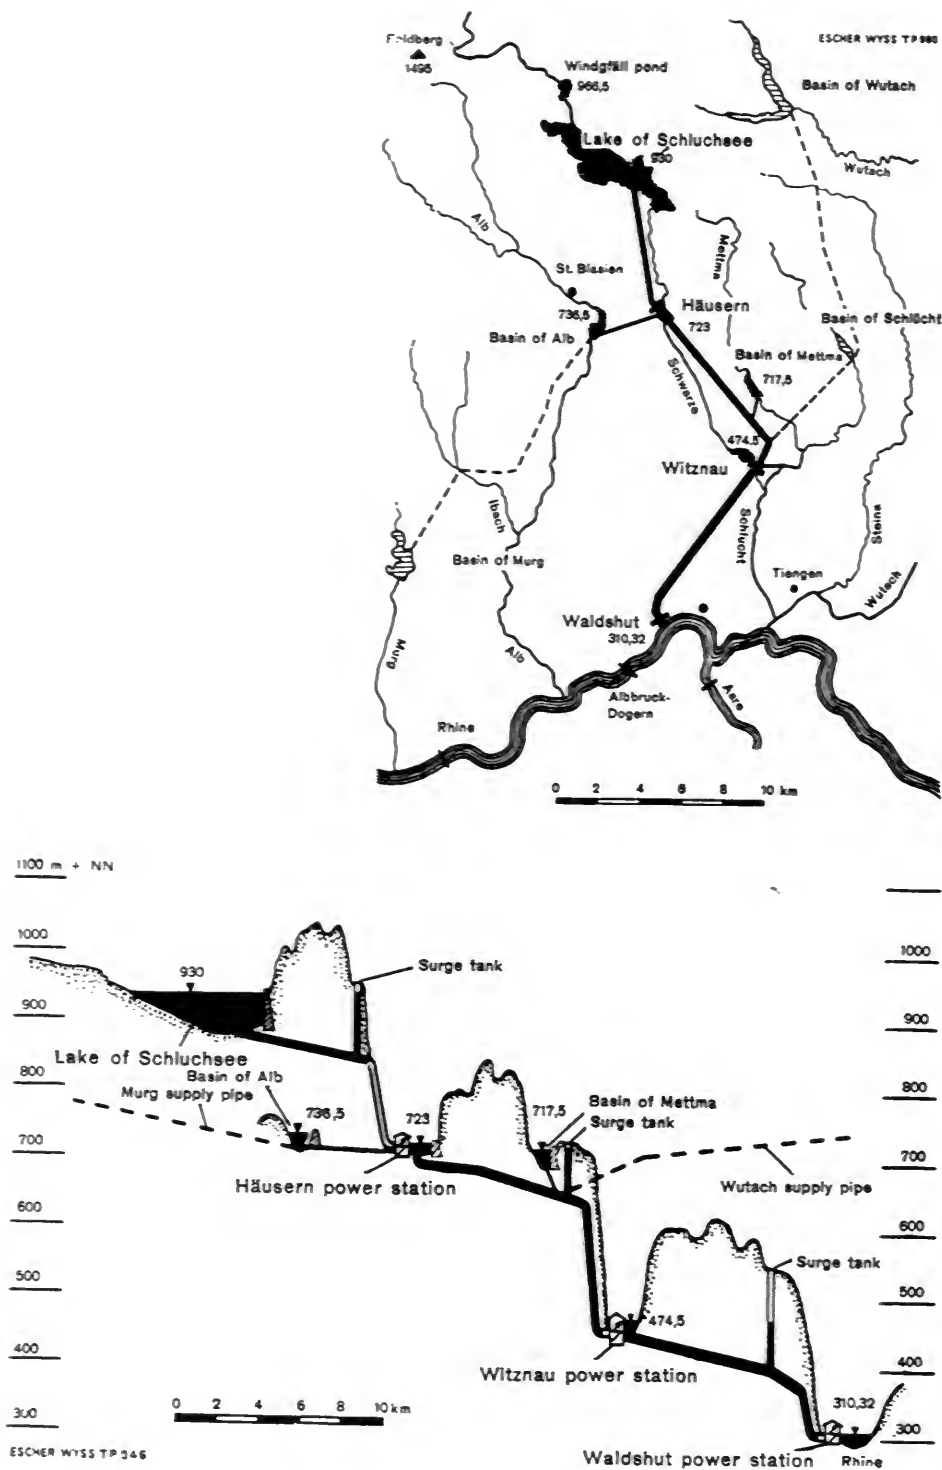 ESCHER WYSS TP 980
Feldberg
1495
Windgfäll pond
966,5
Basin of Wutach
Lake of Schluchsee
930
Wutach
Alb
Mettma
St. Blasien
Häusern
723
736,5
Basin of Alb
Basin of Schlücht
Basin of Mettma
717,5
Schwarze
474,5
Witznau
Ibach
Schlucht
Steina
Basin of Murg
Tiengen
Wutach
Waldshut
310,32
Murg
Alb
Albbruck-
Dogern
Aare
Rhine
0 2 4 6 8 10 km
1100 m + NN
1000
900
800
700
600
500
400
300
930
Surge tank
Lake of Schluchsee
Basin of Alb
Murg supply pipe
736,5
723
717,5
Basin of Mettma
Surge tank
Häusern power station
Wutach supply pipe
Surge tank
474,5
Witznau power station
310,32
Waldshut power station
Rhine
1000
900
800
700
600
500
400
300
0 2 4 6 8 10 km
ESCHER WYSS TP 946